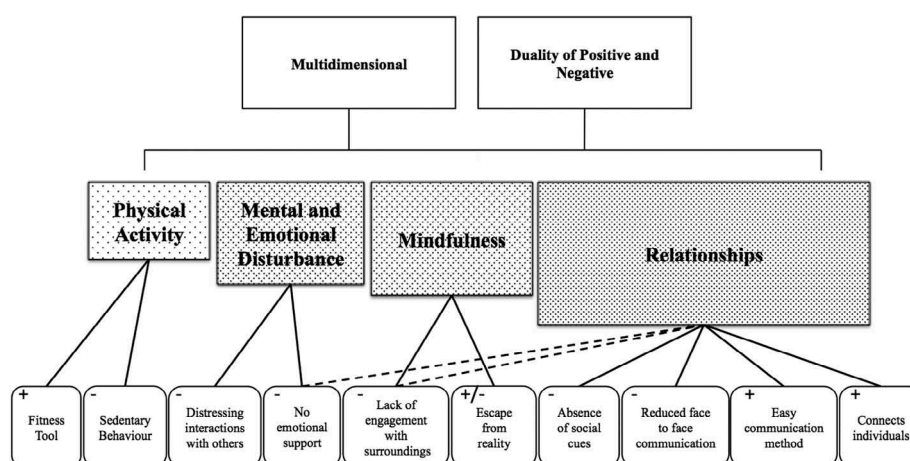 Multidimensional
Duality of Positive and
Negative
Physical
Activity
Mental and
Emotional
Disturbance
Mindfulness
Relationships
+
Fitness
Tool
-
Sedentary
Behaviour
-
Distressing
interactions
with others
-
No
emotional
support
-
Lack of
engagement
with
surroundings
+/-
Escape
from
reality
-
Absence
of social
cues
-
Reduced face
to face
communication
+
Easy
communication
method
+
Connects
individuals